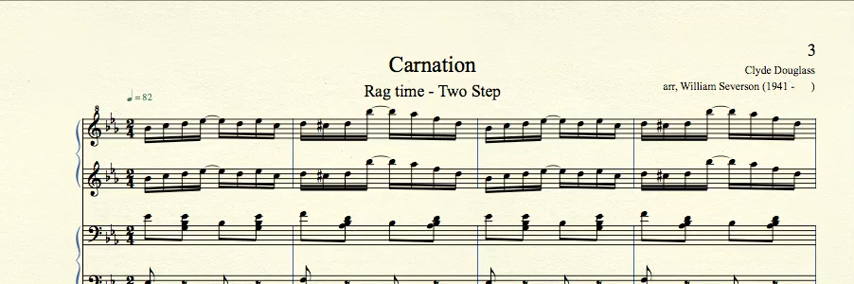 3
Carnation
Clyde Douglass
Rag time - Two Step
arr, William Severson (1941 - )
♩ = 82